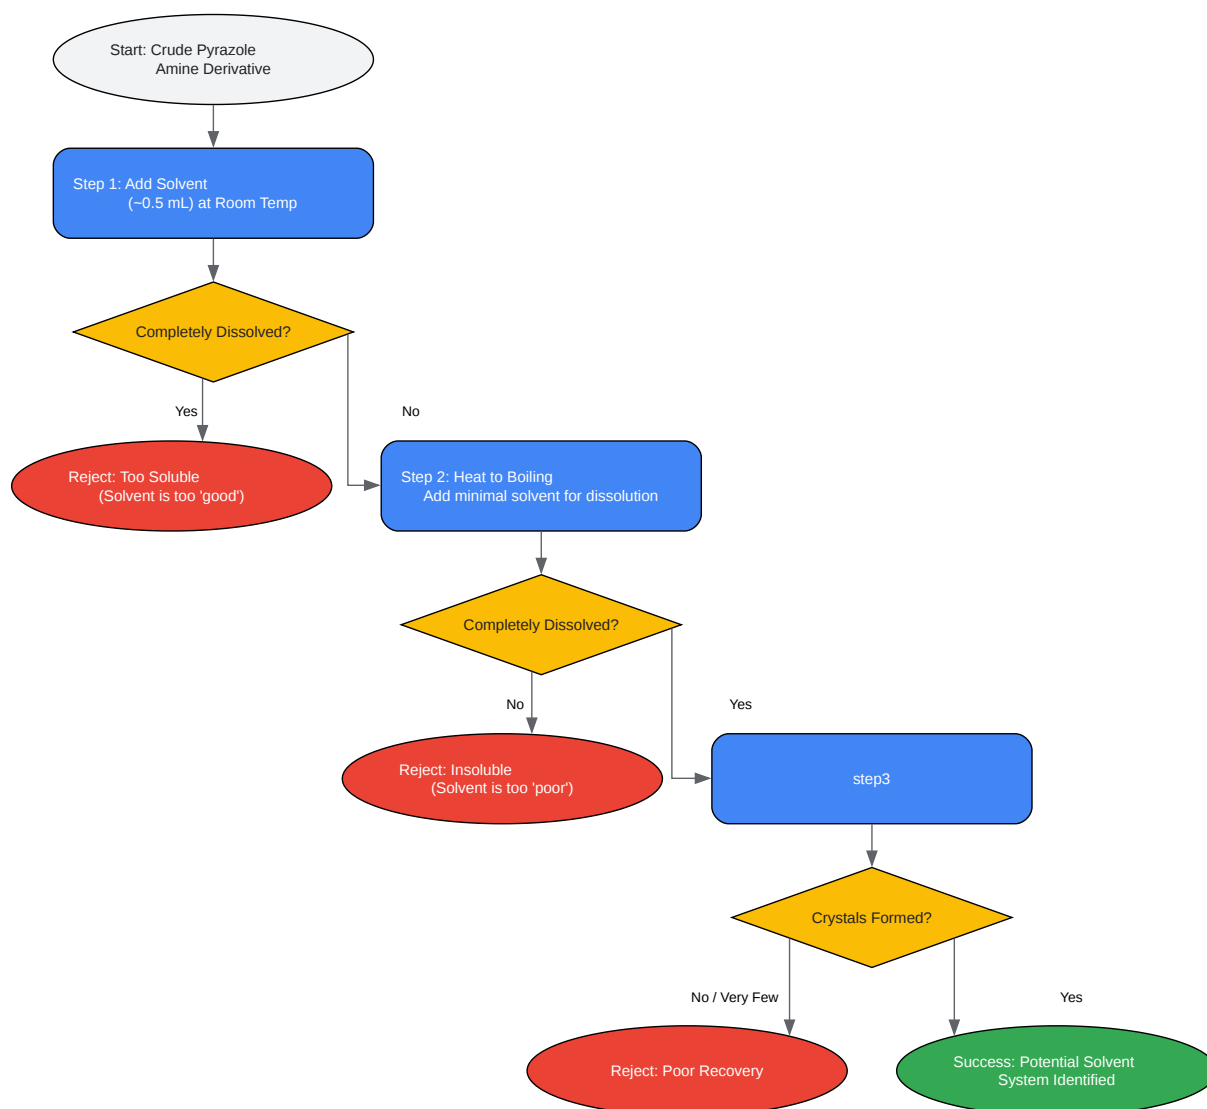 Start: Crude Pyrazole
Amine Derivative
Step 1: Add Solvent
(~0.5 mL) at Room Temp
Completely Dissolved?
Yes
No
Reject: Too Soluble
(Solvent is too 'good')
Step 2: Heat to Boiling
Add minimal solvent for dissolution
Completely Dissolved?
No
Yes
Reject: Insoluble
(Solvent is too 'poor')
step3
Crystals Formed?
No / Very Few
Yes
Reject: Poor Recovery
Success: Potential Solvent
System Identified